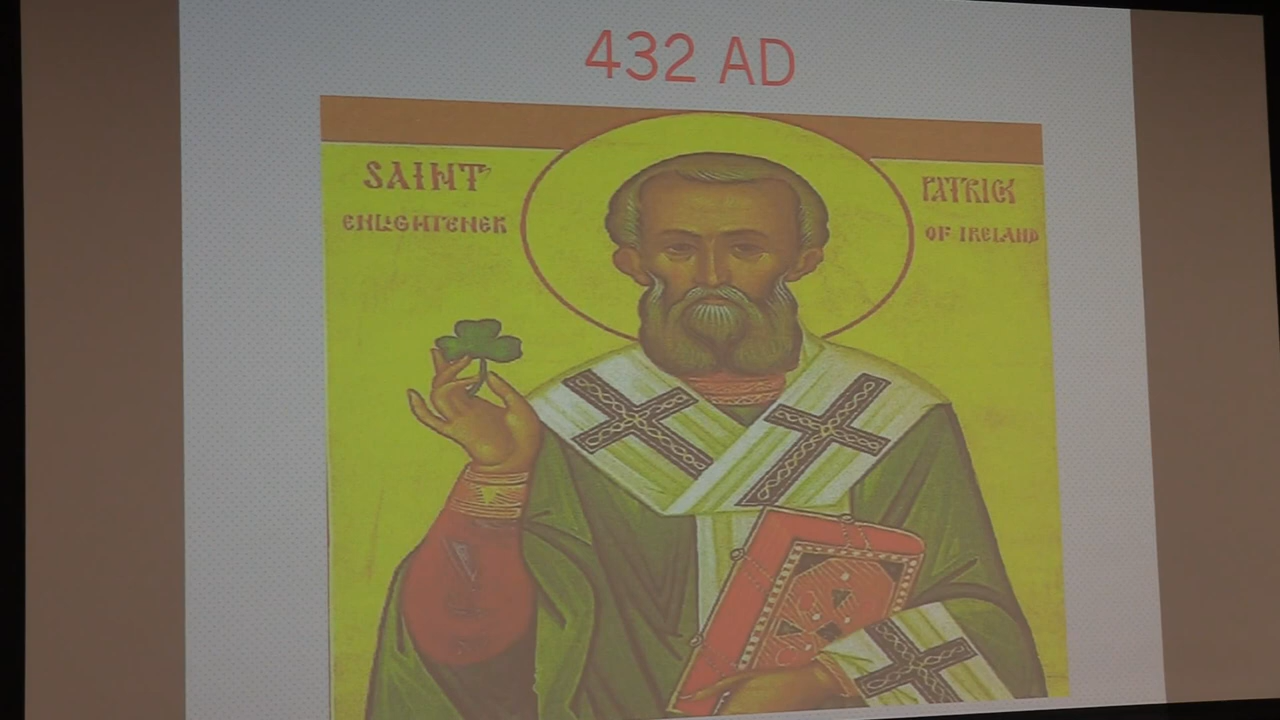 432 AD
SAINT PATRICK
ENLIGHTENER OF IRELAND